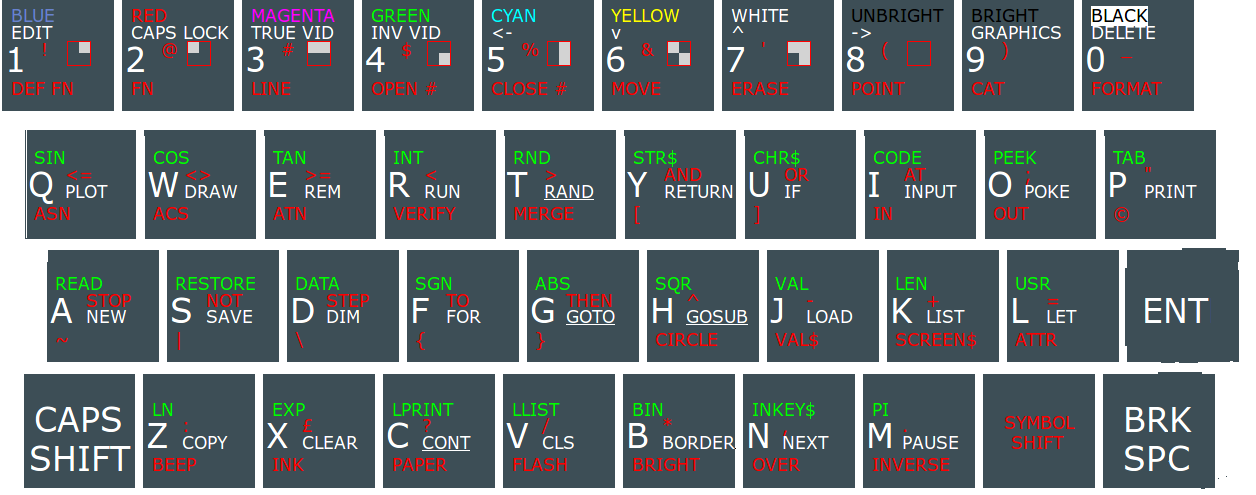 BLUE RED MAGENTA GREEN CYAN YELLOW WHITE UNBRIGHT BRIGHT BLACK
EDIT CAPS LOCK TRUE VID INV VID <- v ^ -> GRAPHICS DELETE
1 ! 2 @ 3 # 4 $ 5 % 6 & 7 ' 8 ( 9 ) 0
DEF FN FN LINE OPEN # CLOSE # MOVE ERASE POINT CAT FORMAT
SIN COS TAN INT RND STR$ CHR$ CODE PEEK TAB
<= <> >= < > AND OR AT ; "
Q PLOT W DRAW E REM R RUN T RAND Y RETURN U IF I INPUT O POKE P PRINT
ASN ACS ATN VERIFY MERGE [ ] IN OUT ©
READ RESTORE DATA SGN ABS SQR VAL LEN USR
STOP NOT STEP TO THEN ^ - + =
A NEW S SAVE D DIM F FOR G GOTO H GOSUB J LOAD K LIST L LET ENT
~ | \ { } CIRCLE VAL$ SCREEN$ ATTR
LN EXP LPRINT LLIST BIN INKEY$ PI
: £ ? / * , .
CAPS SHIFT Z COPY X CLEAR C CONT V CLS B BORDER N NEXT M PAUSE SYMBOL SHIFT BRK SPC
BEEP INK PAPER FLASH BRIGHT OVER INVERSE